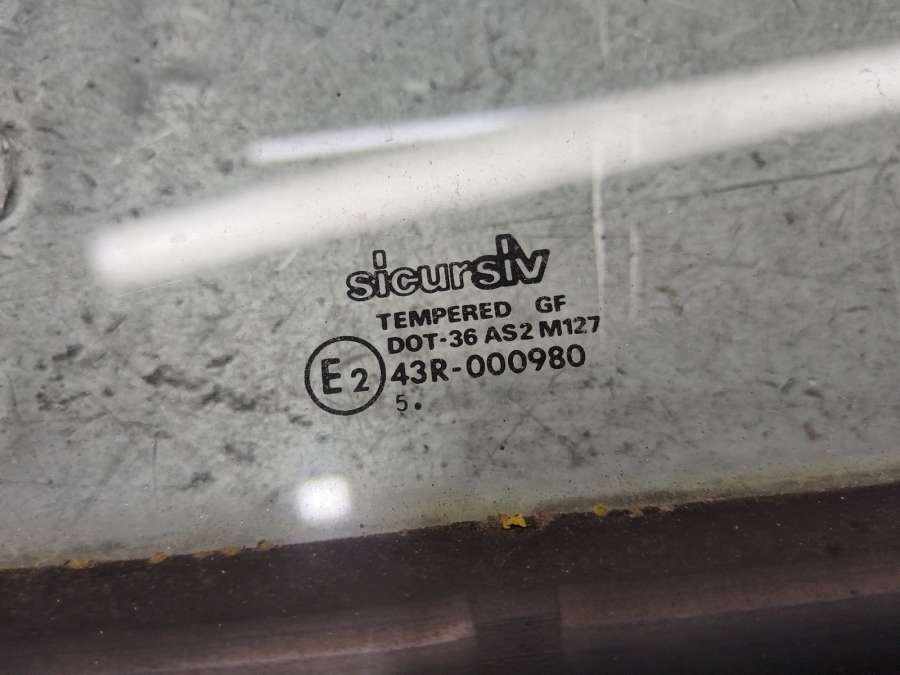 sicursiv
TEMPERED GF
DOT-36 AS2 M127
E2 43R-000980
5.